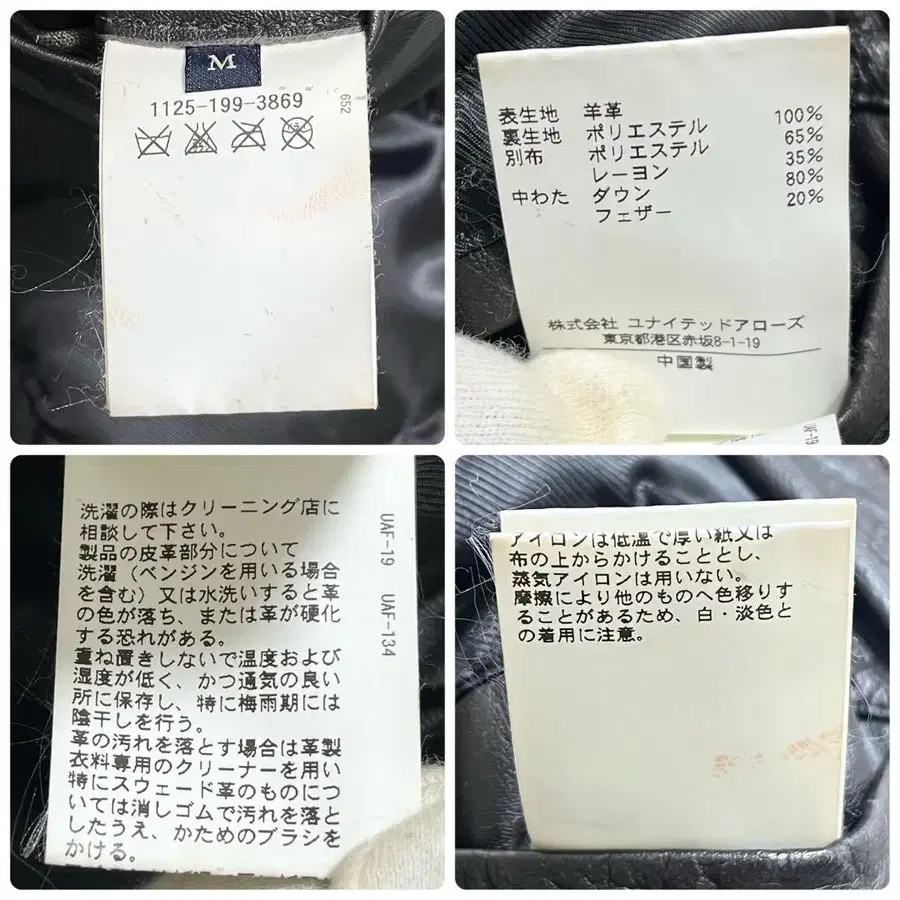 M
1125-199-3869
652
表生地 羊革 100%
裏生地 ポリエステル 65%
別布 ポリエステル 35%
レーヨン 80%
中わた ダウン 20%
フェザー
株式会社 ユナイテッドアローズ
東京都港区赤坂8-1-19
中国製
UAF-19
洗濯の際はクリーニング店に
相談して下さい。
製品の皮革部分について
洗濯(ベンジンを用いる場合
を含む)又は水洗いすると革
の色が落ち、または革が硬化
する恐れがある。
重ね置きしないで温度および
湿度が低く、かつ通気の良い
所に保存し、特に梅雨期には
陰干しを行う。
革の汚れを落とす場合は革製
衣料専用のクリーナーを用い
特にスウェード革のものにつ
いては消しゴムで汚れを落と
したうえ、かためのブラシを
かける。
UAF-19 UAF-134
アイロンは低温で厚い紙又は
布の上からかけることとし、
蒸気アイロンは用いない。
摩擦により他のものへ色移りす
ることがあるため、白・淡色と
の着用に注意。